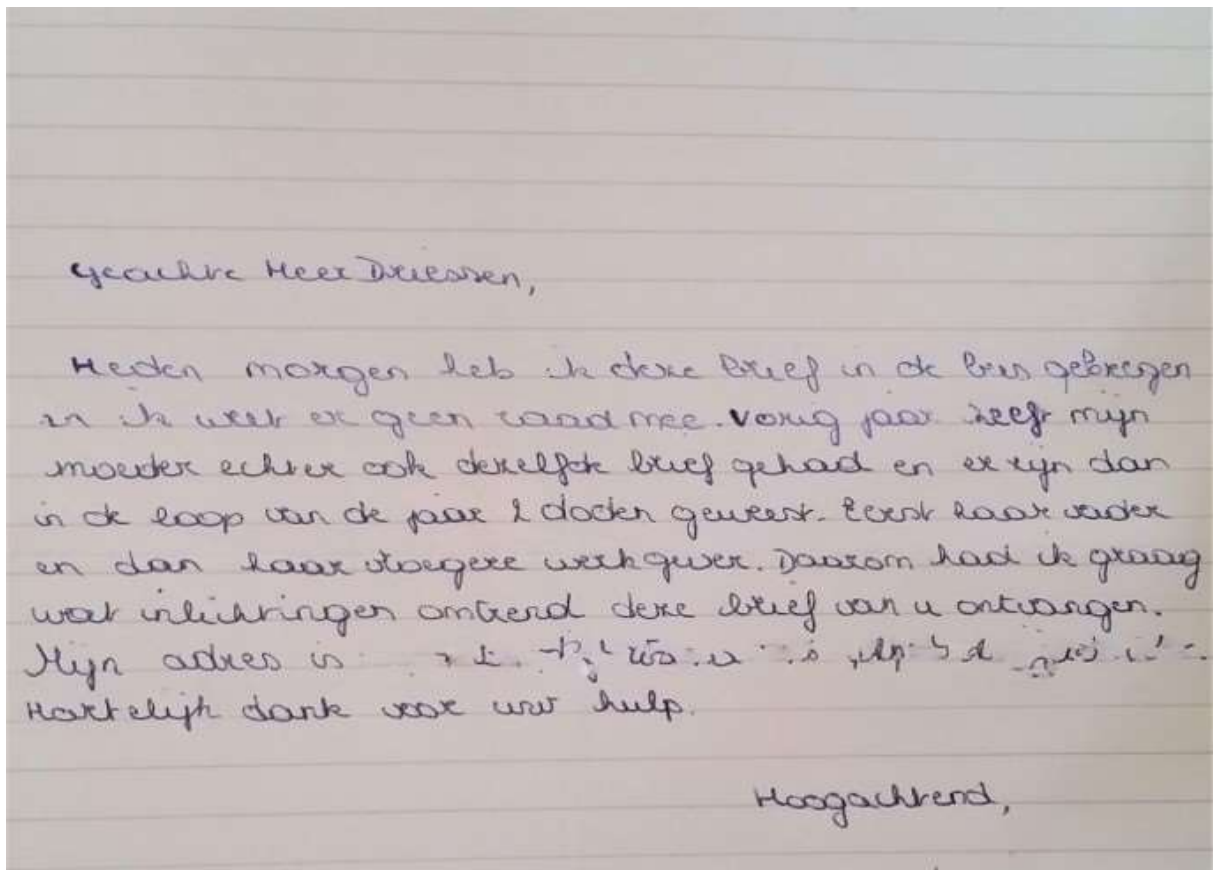 Geachte Heer Driessen,
Heden morgen heb ik deze brief in de bus gekregen
en ik weet er geen raad mee. Vorig jaar heeft mijn
moeder echter ook dezelfde brief gehad en er zijn dan
in de loop van de jaar 2 doden geweest. Eerst haar vader
en dan haar vroegere werkgever. Daarom had ik graag
wat inlichtingen omtrend deze brief van u ontvangen.
Mijn adres is
Hartelijk dank voor uw hulp.
Hoogachtend,